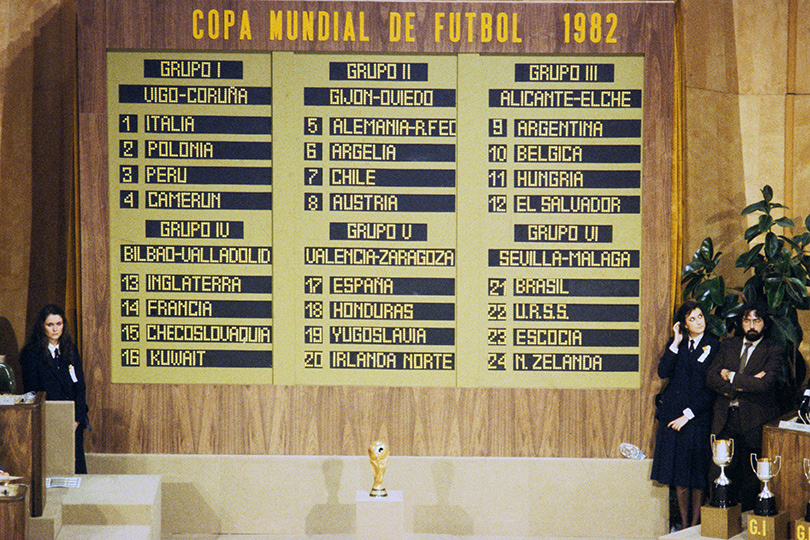 COPA MUNDIAL DE FUTBOL 1982
GRUPO I
VIGO-CORUÑA
1 ITALIA
2 POLONIA
3 PERU
4 CAMERUN
GRUPO II
GIJON-OVIEDO
5 ALEMANIA-R.FED
6 ARGELIA
7 CHILE
8 AUSTRIA
GRUPO III
ALICANTE-ELCHE
9 ARGENTINA
10 BELGICA
11 HUNGRIA
12 EL SALVADOR
GRUPO IV
BILBAO-VALLADOLID
13 INGLATERRA
14 FRANCIA
15 CHECOSLOVAQUIA
16 KUWAIT
GRUPO V
VALENCIA-ZARAGOZA
17 ESPAÑA
18 HONDURAS
19 YUGOSLAVIA
20 IRLANDA NORTE
GRUPO VI
SEVILLA-MALAGA
21 BRASIL
22 U.R.S.S.
23 ESCOCIA
24 N. ZELANDA
G.I